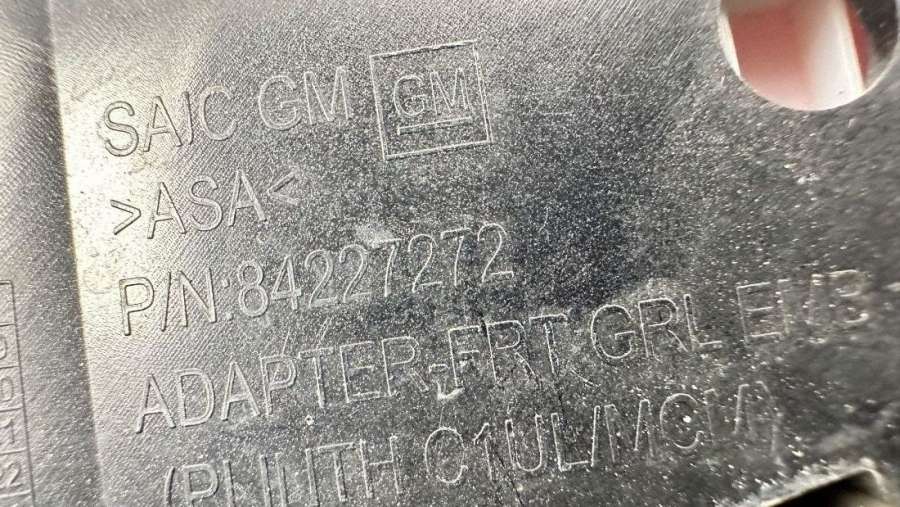 SAIC GM GM
>ASA<
P/N:84227272
ADAPTER-FRT GRL EMB
C1UL/MCM)